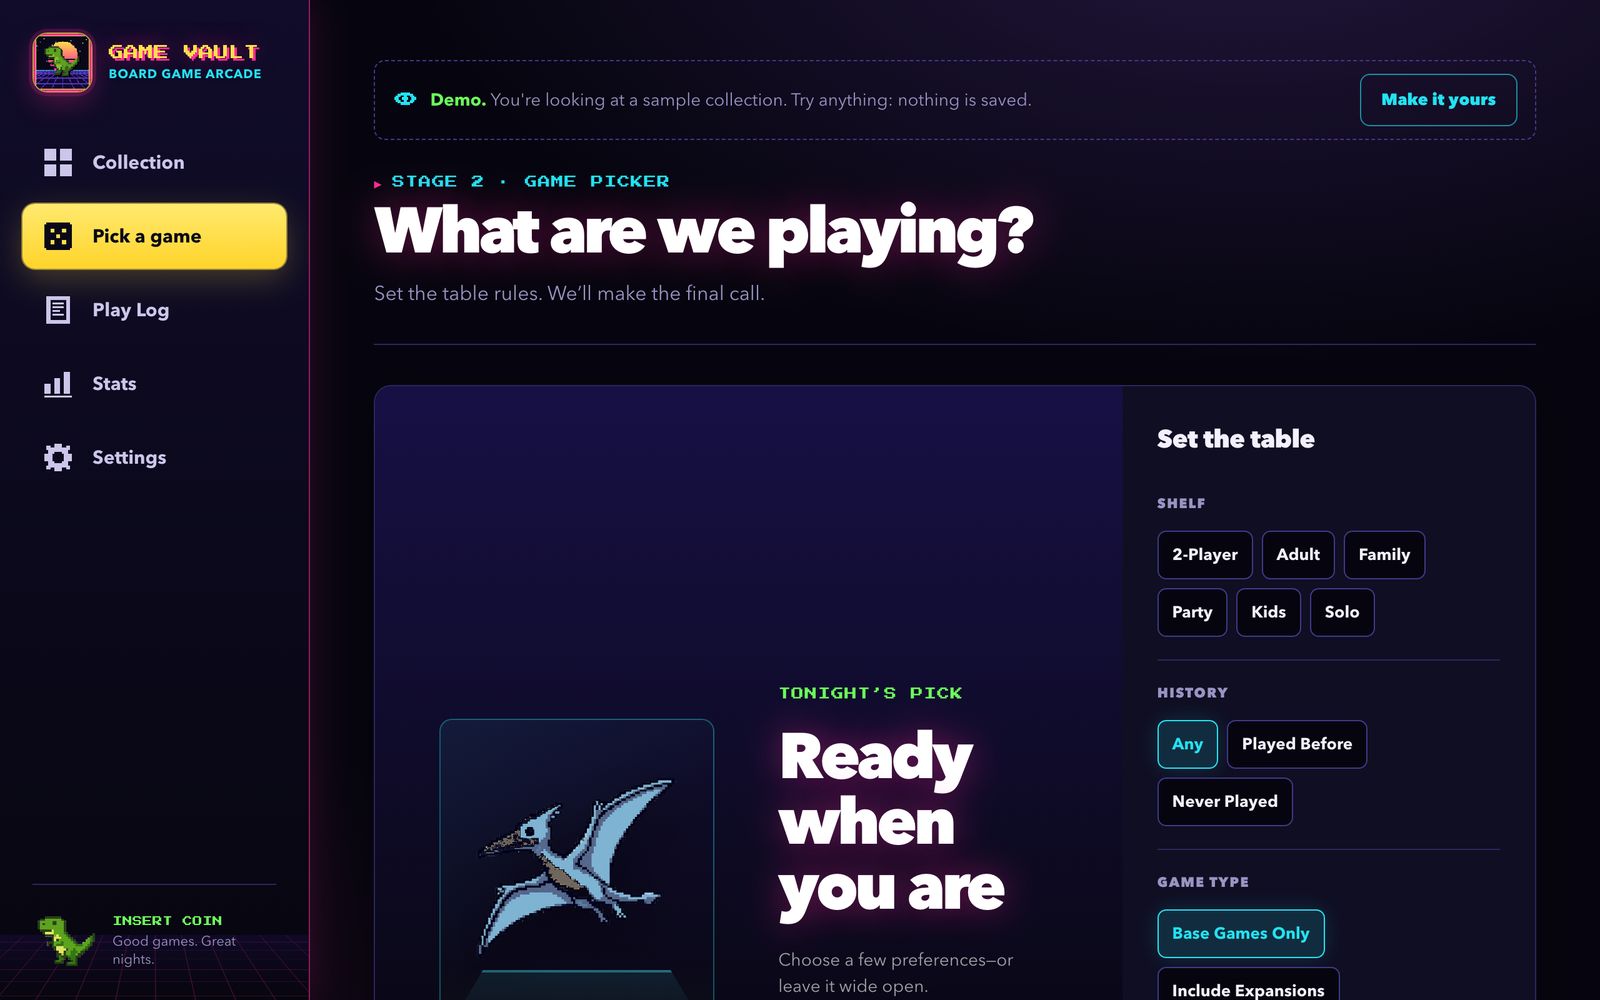 GAME VAULT
BOARD GAME ARCADE
Collection
Pick a game
Play Log
Stats
Settings
INSERT COIN
Good games. Great
nights.
Demo. You're looking at a sample collection. Try anything: nothing is saved.
Make it yours
STAGE 2 · GAME PICKER
What are we playing?
Set the table rules. We’ll make the final call.
TONIGHT’S PICK
Ready
when
you are
Choose a few preferences—or
leave it wide open.
Set the table
SHELF
2-Player
Adult
Family
Party
Kids
Solo
HISTORY
Any
Played Before
Never Played
GAME TYPE
Base Games Only
Include Expansions